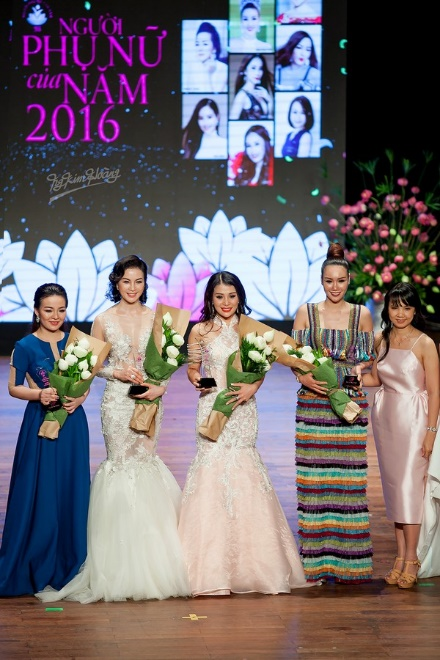 NGƯỜI
PHỤ NỮ
của NĂM
2016